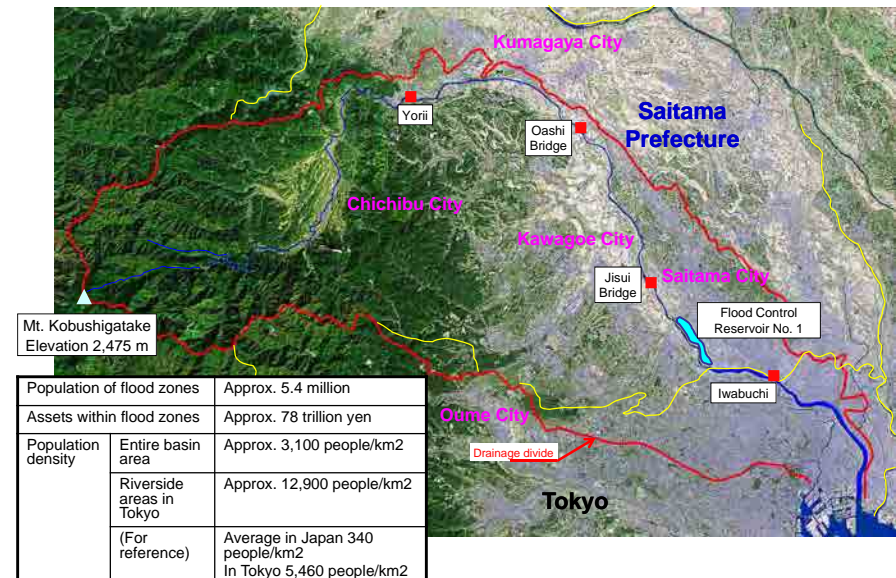 Kumagaya City
Yorii
Oashi
Bridge
Saitama
Prefecture
Chichibu City
Kawagoe City
Jisui
Bridge
Saitama City
Flood Control
Reservoir No. 1
Mt. Kobushigatake
Elevation 2,475 m
Iwabuchi
Oume City
Drainage divide
Tokyo
Population of flood zones Approx. 5.4 million
Assets within flood zones Approx. 78 trillion yen
Population
density
Entire basin
area
Approx. 3,100 people/km2
Riverside
areas in
Tokyo
Approx. 12,900 people/km2
(For
reference)
Average in Japan 340
people/km2
In Tokyo 5,460 people/km2